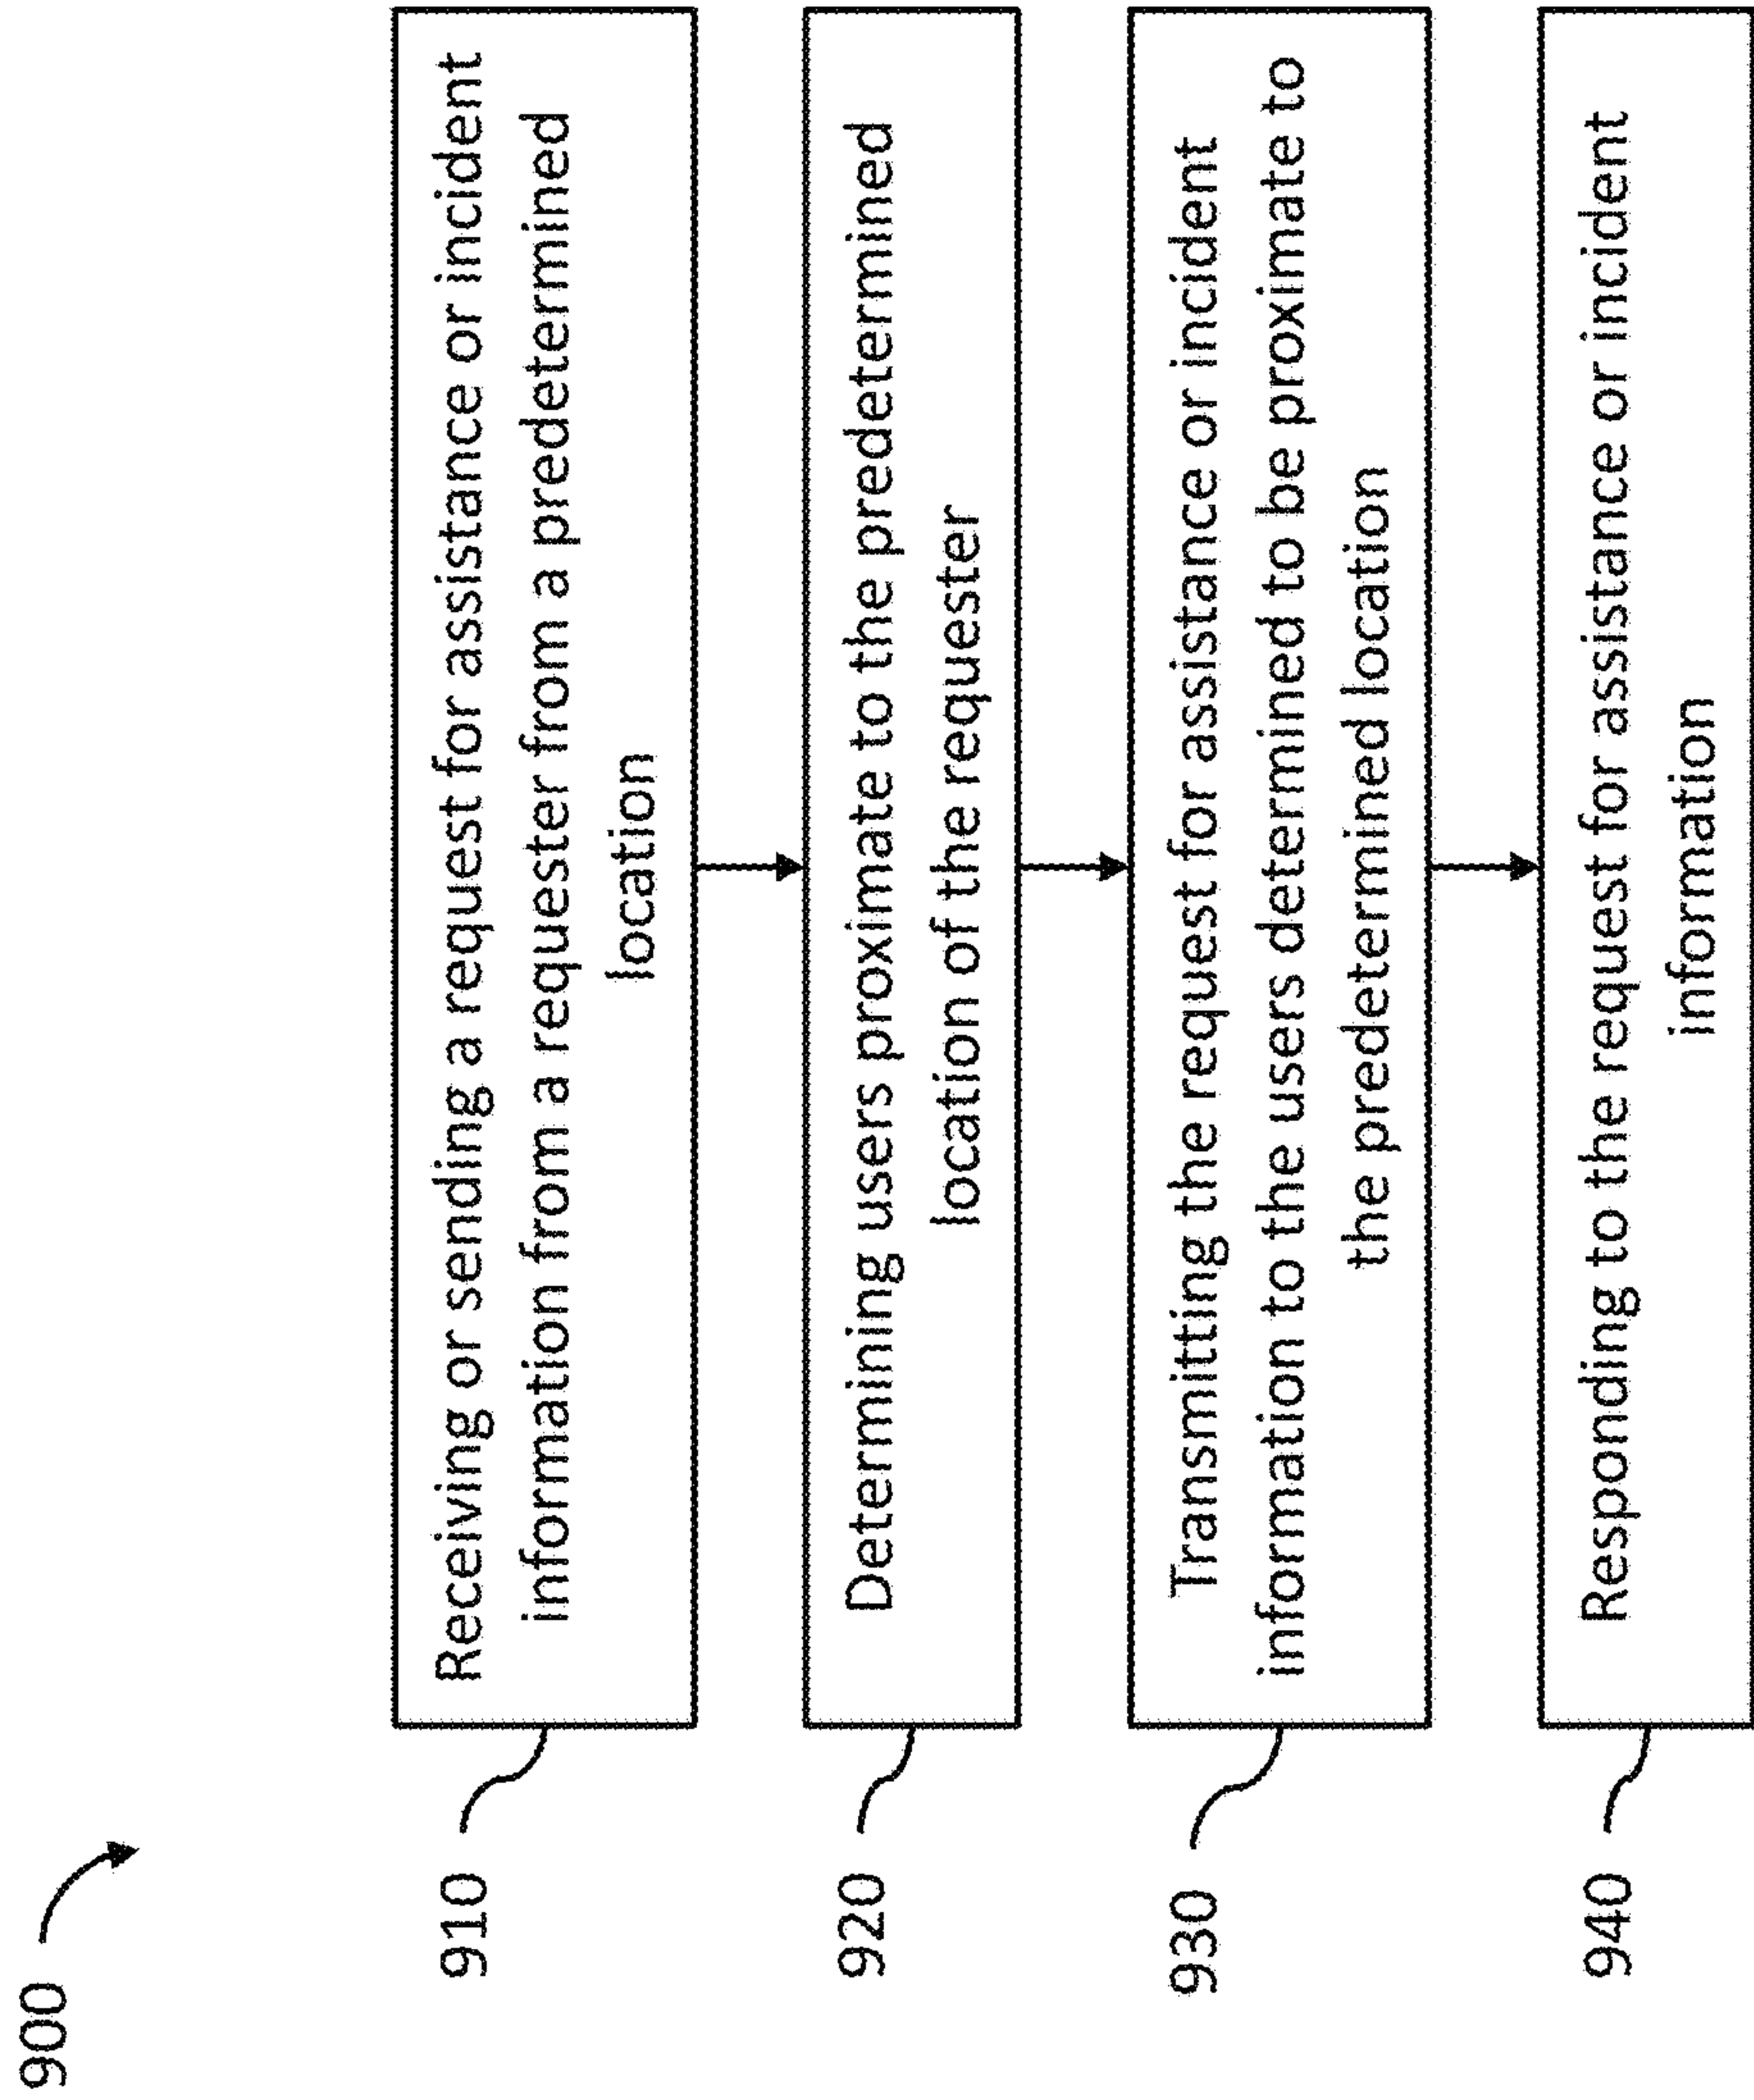 900
910
Receiving or sending a request for assistance or incident
information from a requester from a predetermined
location
920
Determining users proximate to the predetermined
location of the requester
930
Transmitting the request for assistance or incident
information to the users determined to be proximate to
the predetermined location
940
Responding to the request for assistance or incident
information